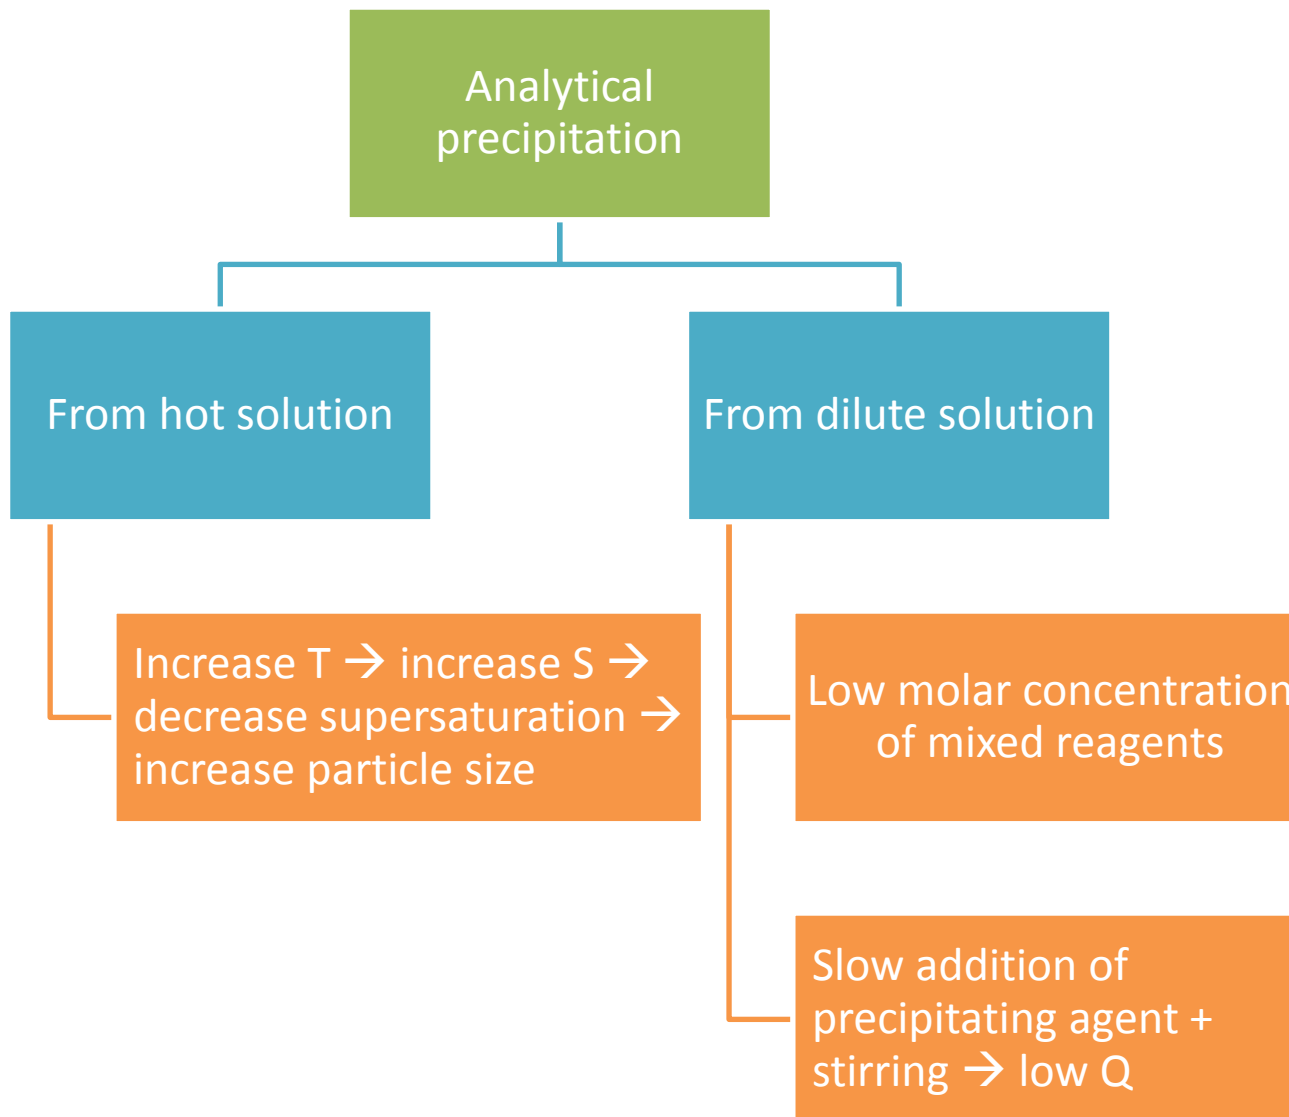 Analytical
precipitation
From hot solution
From dilute solution
Increase T → increase S →
decrease supersaturation →
increase particle size
Low molar concentration
of mixed reagents
Slow addition of
precipitating agent +
stirring → low Q